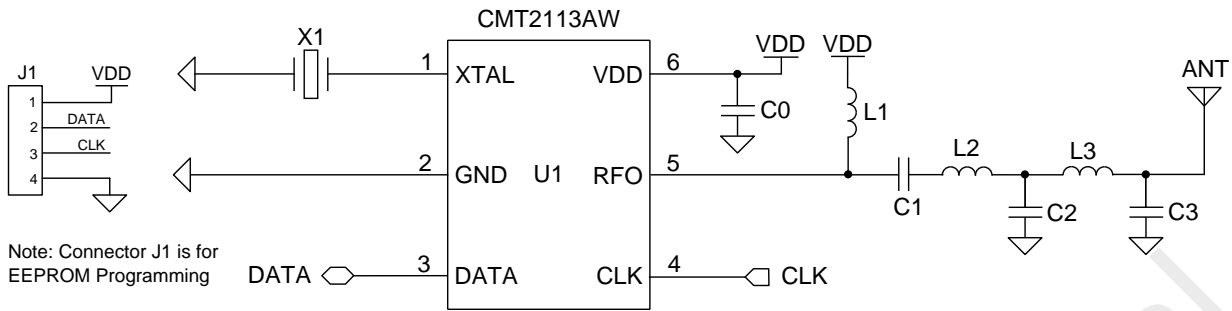 CMT2113AW
X1
J1
VDD
1
2
DATA
3
CLK
4
Note: Connector J1 is for
EEPROM Programming
1
XTAL
2
GND
U1
3
DATA
DATA
VDD
6
VDD
C0
RFO
5
CLK
4
CLK
VDD
L1
C1
L2
C2
L3
C3
ANT